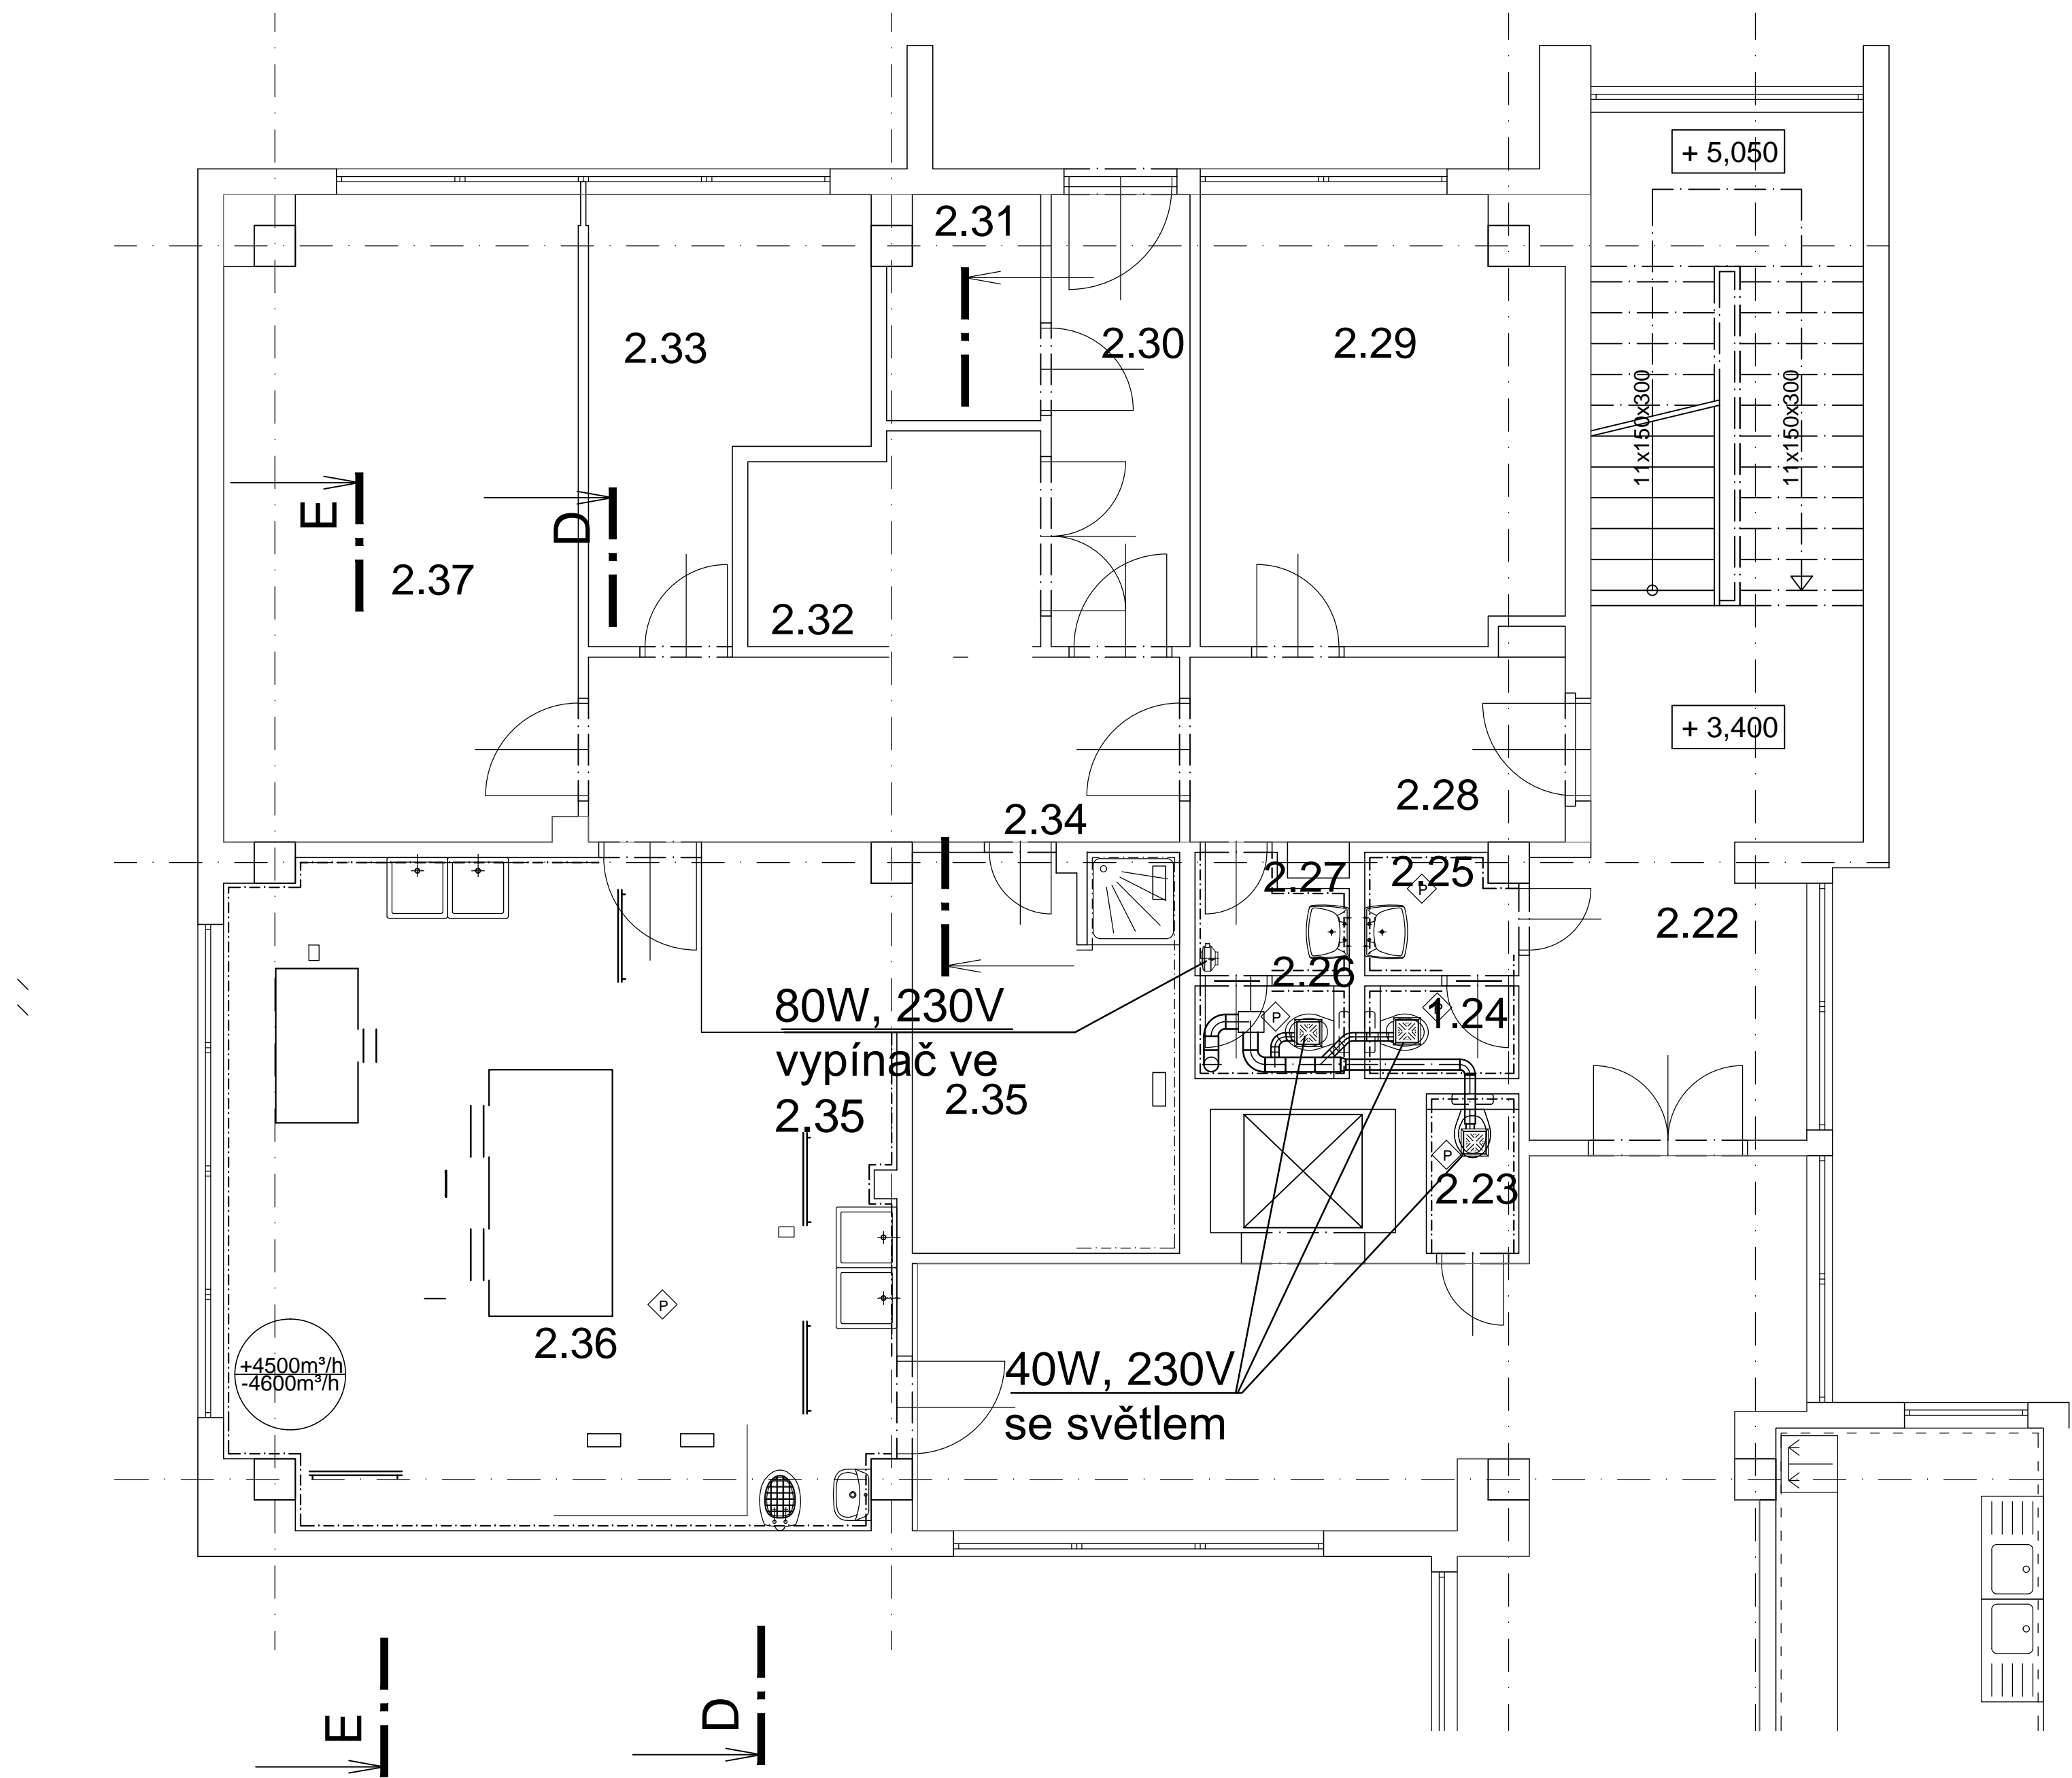 + 5,050
2.31
2.33
2.30
2.29
11x150x300
11x150x300
E
D
2.37
2.32
+ 3,400
2.28
2.34
2.27
2.25
P
2.22
2.26
80W, 230V
vypínač ve
2.35
P
P
1.24
2.35
P
2.23
P
2.36
+4500m³/h
-4600m³/h
40W, 230V
se světlem
E
D